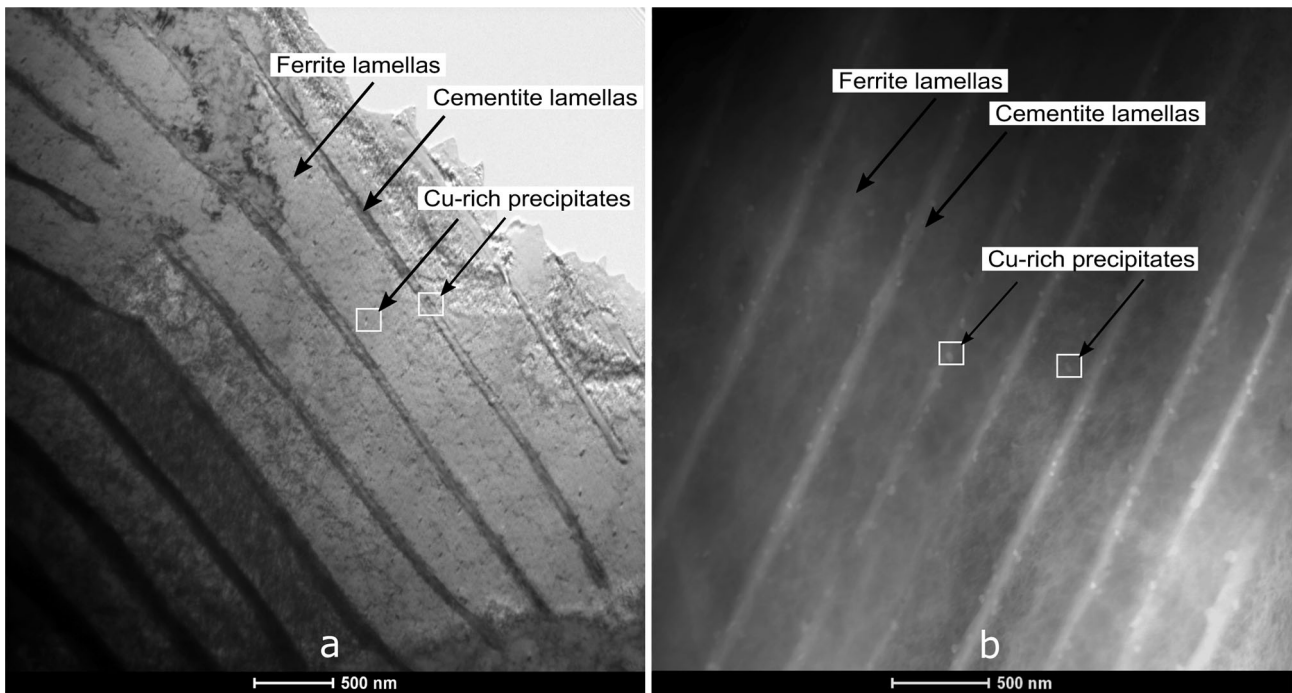 Ferrite lamellas
Cementite lamellas
Cu-rich precipitates
a
500 nm
Ferrite lamellas
Cementite lamellas
Cu-rich precipitates
b
500 nm